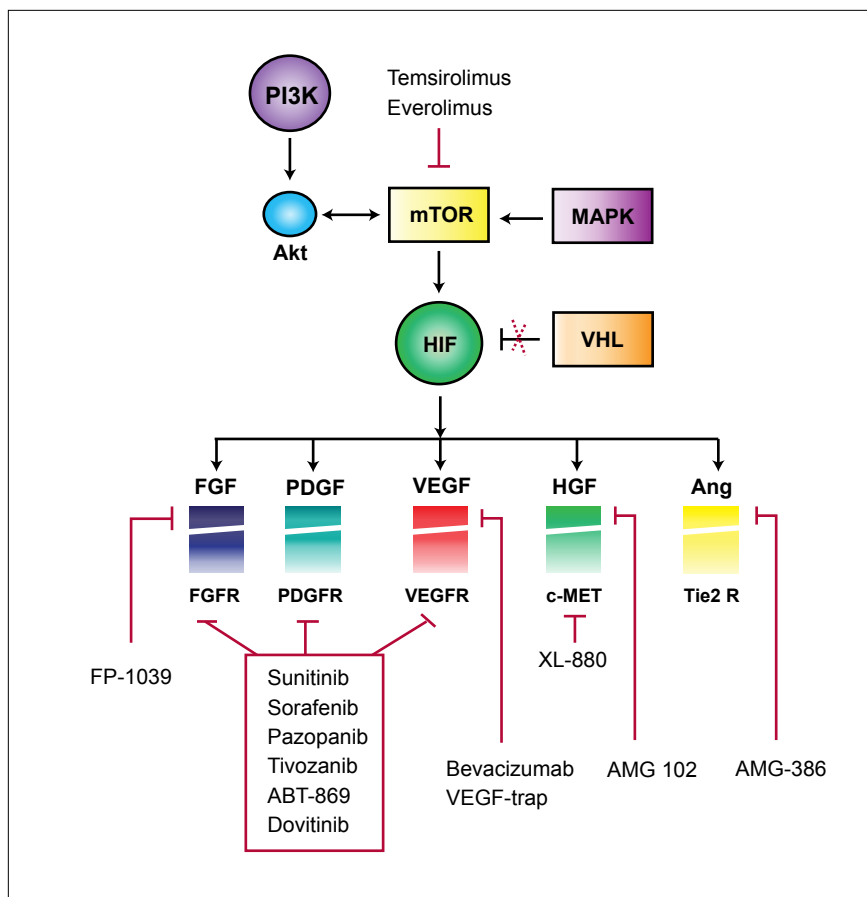 PI3K
Temsirolimus
Everolimus
Akt
mTOR
MAPK
HIF
VHL
FGF
PDGF
VEGF
HGF
Ang
FGFR
PDGFR
VEGFR
c-MET
Tie2 R
FP-1039
XL-880
Sunitinib
Sorafenib
Pazopanib
Tivozanib
ABT-869
Dovitinib
Bevacizumab
VEGF-trap
AMG 102
AMG-386